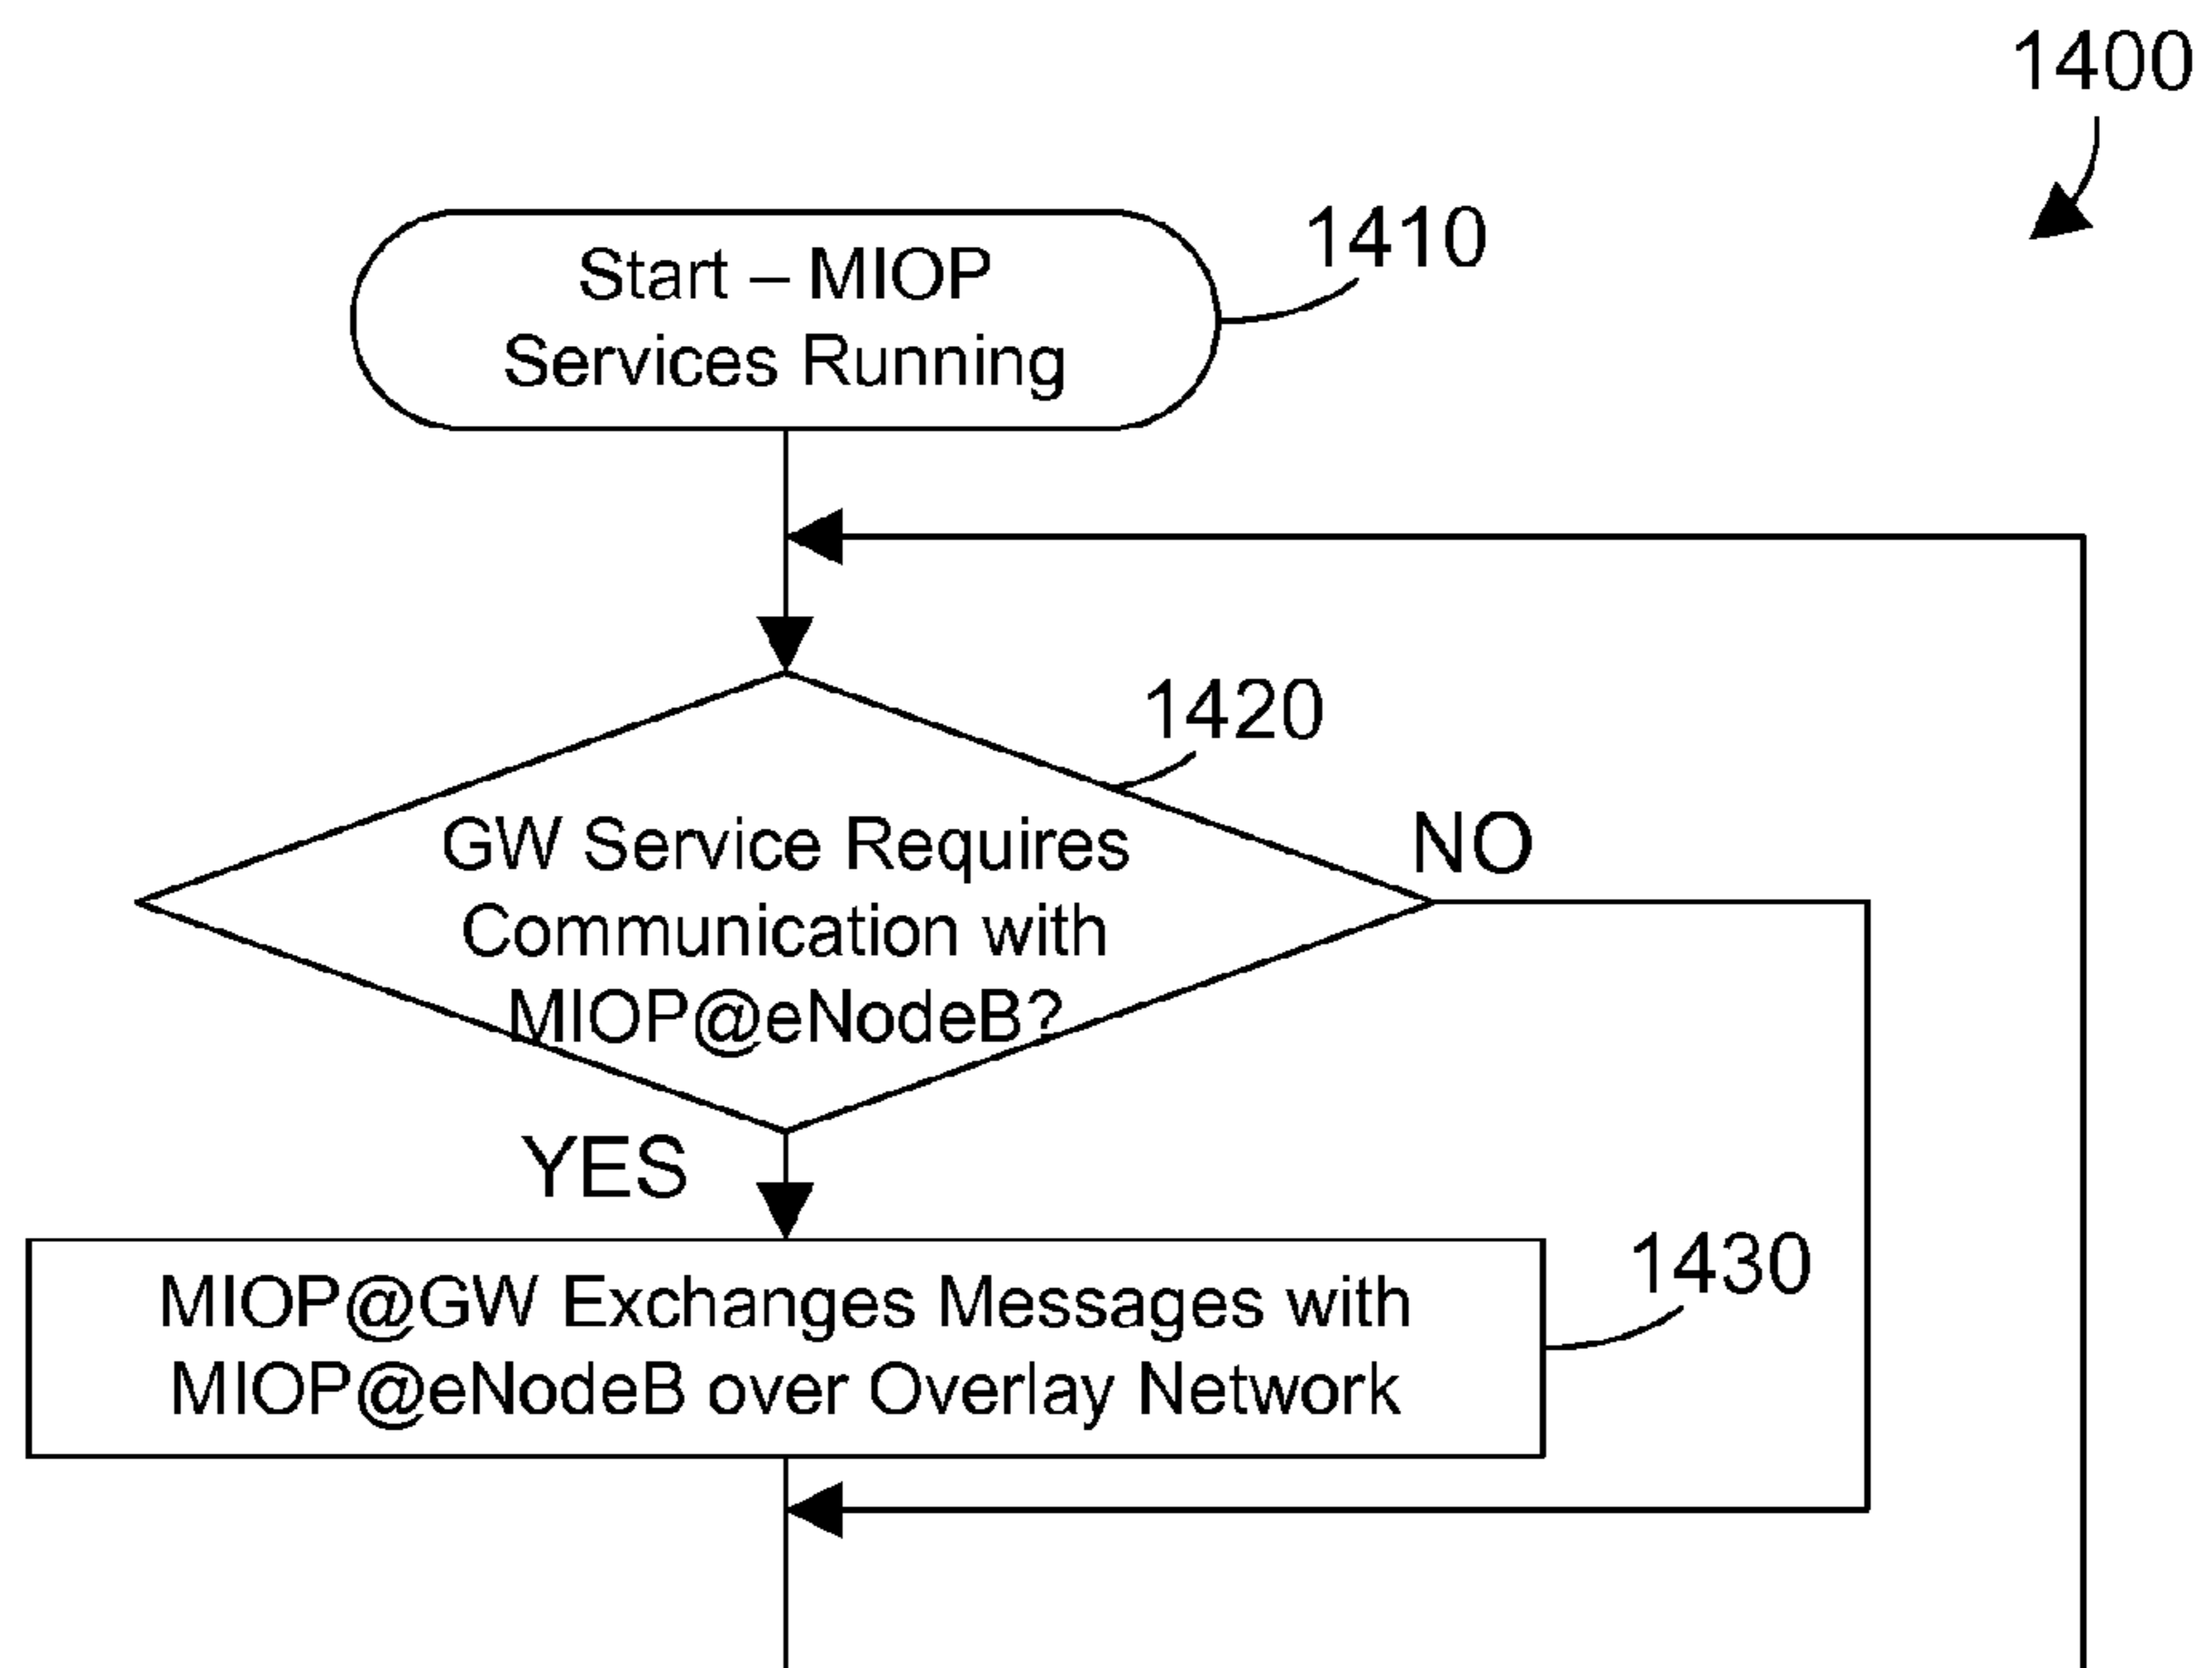 1400
1410
Start – MIOP
Services Running
1420
GW Service Requires
Communication with
MIOP@eNodeB?
NO
YES
1430
MIOP@GW Exchanges Messages with
MIOP@eNodeB over Overlay Network